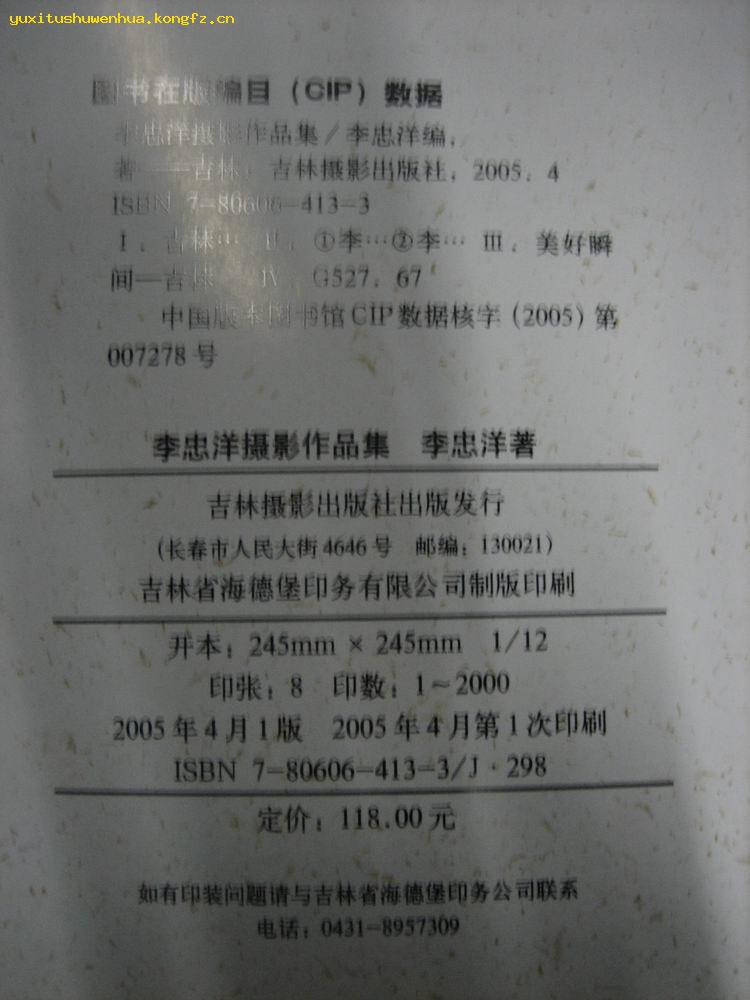 yuxitushuwenhua.kongfz.cn
图书在版编目（CIP）数据
李忠洋摄影作品集/李忠洋编，
著——吉林：吉林摄影出版社，2005．4
ISBN 7-80606-413-3
Ⅰ．吉林… Ⅱ．①李…②李… Ⅲ．美好瞬
间—吉林 Ⅳ．G527．67
中国版本图书馆CIP数据核字（2005）第
007278号
李忠洋摄影作品集 李忠洋著
吉林摄影出版社出版发行
（长春市人民大街4646号 邮编：130021）
吉林省海德堡印务有限公司制版印刷
开本：245mm×245mm 1/12
印张：8 印数：1～2000
2005年4月1版 2005年4月第1次印刷
ISBN 7-80606-413-3/J·298
定价：118.00元
如有印装问题请与吉林省海德堡印务公司联系
电话：0431-8957309